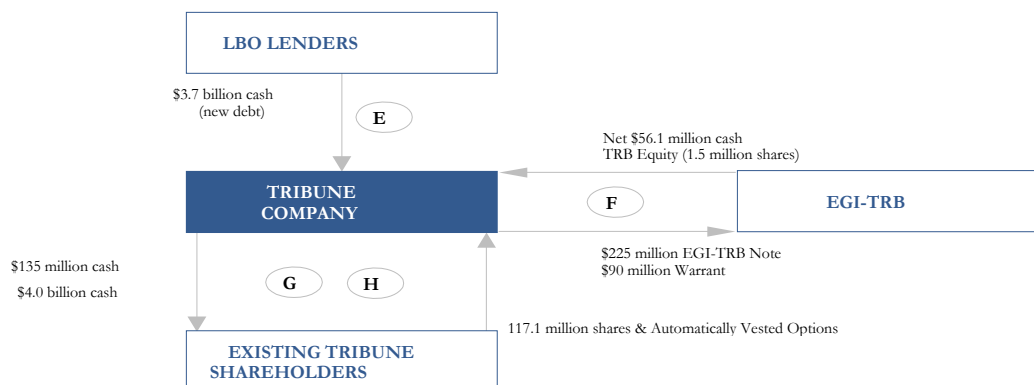 LBO LENDERS
$3.7 billion cash
(new debt)
E
Net $56.1 million cash
TRB Equity (1.5 million shares)
TRIBUNE
COMPANY
F
EGI-TRB
$225 million EGI-TRB Note
$90 million Warrant
$135 million cash
$4.0 billion cash
G
H
117.1 million shares & Automatically Vested Options
EXISTING TRIBUNE
SHAREHOLDERS